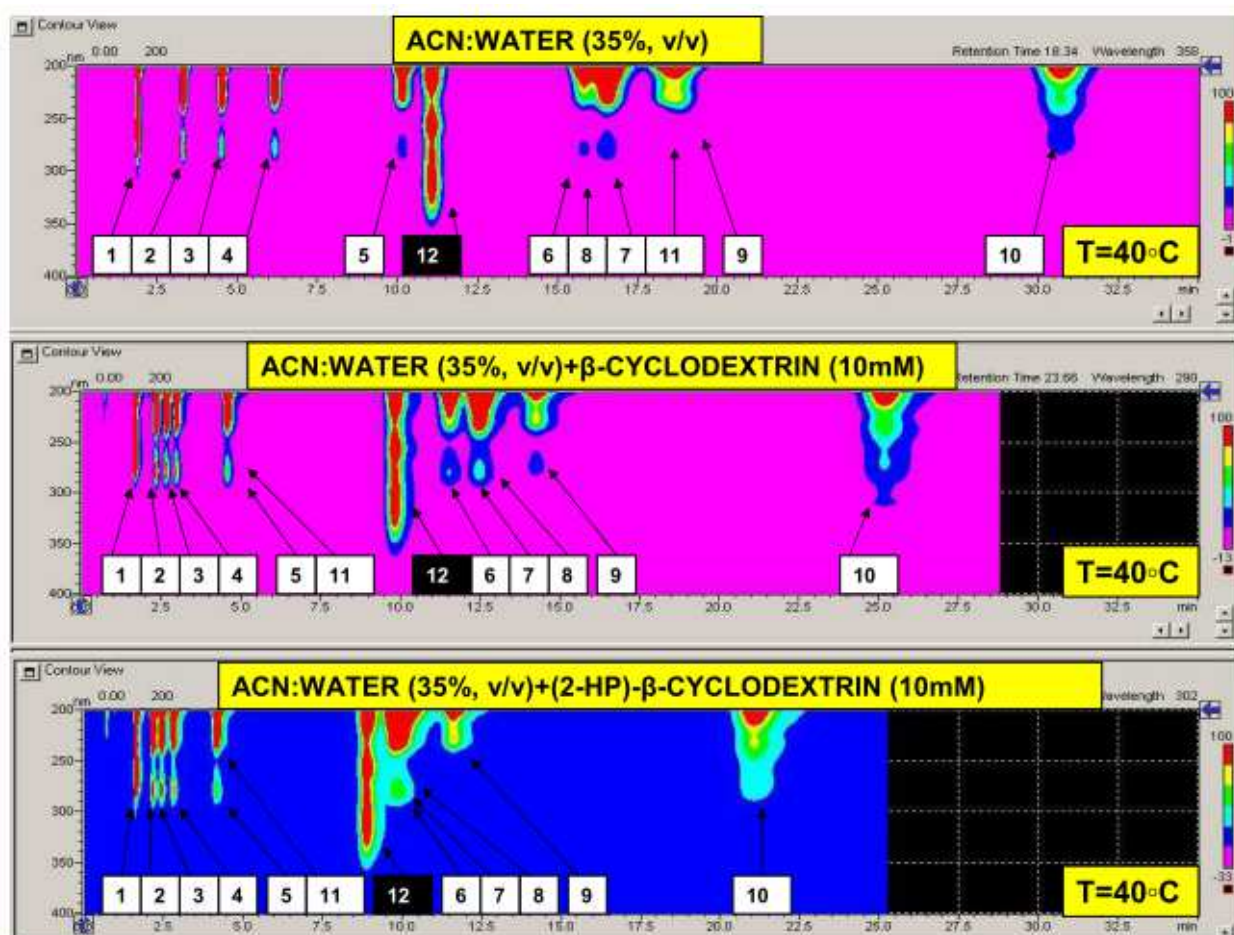 Contour View
ACN:WATER (35%, v/v)
nm 0.00 200 Retention Time 18.34 Wavelength 358
200
250
300
350
400
100
1 2 3 4 5 12 6 8 7 11 9 10
T=40◦C
2.5 5.0 7.5 10.0 12.5 15.0 17.5 20.0 22.5 25.0 27.5 30.0 32.5 min
Contour View
ACN:WATER (35%, v/v)+β-CYCLODEXTRIN (10mM)
nm 0.00 200 Retention Time 23.66 Wavelength 290
200
250
300
350
400
100
-13
1 2 3 4 5 11 12 6 7 8 9 10
T=40◦C
2.5 5.0 7.5 10.0 12.5 15.0 17.5 20.0 22.5 25.0 27.5 30.0 32.5 min
Contour View
ACN:WATER (35%, v/v)+(2-HP)-β-CYCLODEXTRIN (10mM)
nm 0.00 200 Wavelength 302
200
250
300
350
400
100
-33
1 2 3 4 5 11 12 6 7 8 9 10
T=40◦C
2.5 5.0 7.5 10.0 12.5 15.0 17.5 20.0 22.5 25.0 27.5 30.0 32.5 min